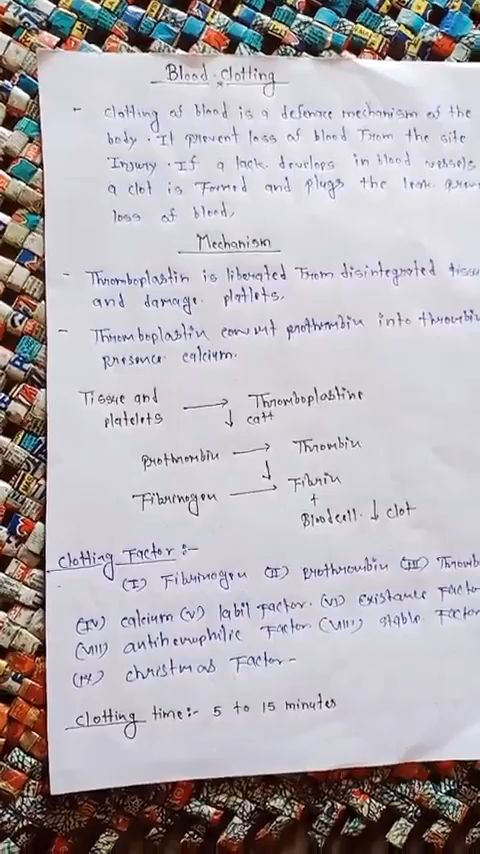 Blood Clotting
- Clotting of blood is a defence mechanism of the
body. It prevent loss of blood From the site
Injury. If a lack develops in blood vessels
a clot is Formed and plugs the leak
loss of blood,
Mechanism
- Thromboplastin is liberated From disintegrated
and damage. platlets.
- Thromboplastin convert prothrombin into
presence calcium.
Tissue and platelets → Thromboplastine
↓ ca++
prothrombin → Thrombin
↓
Fibrinogen → Fibrin
+
Bloodcell. ↓ clot
Clotting Factor :-
(I) Fibrinogen (II) prothrombin (III)
(IV) calcium (V) labil Factor. (VI) Factor
(VII) Factor. (VIII) stable. Factor
(IX) christmas Factor-
Clotting time:- 5 to 15 minutes